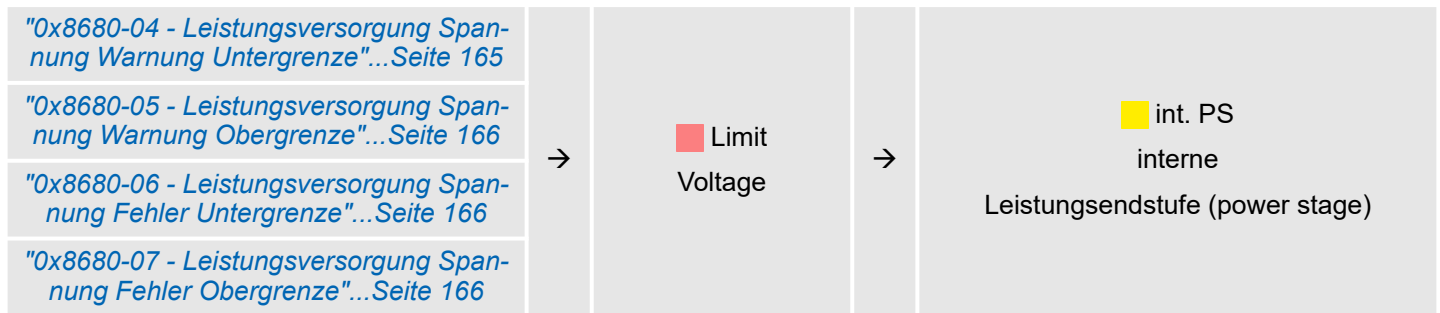 "0x8680-04 - Leistungsversorgung Span-
nung Warnung Untergrenze"...Seite 165
"0x8680-05 - Leistungsversorgung Span-
nung Warnung Obergrenze"...Seite 166
"0x8680-06 - Leistungsversorgung Span-
nung Fehler Untergrenze"...Seite 166
"0x8680-07 - Leistungsversorgung Span-
nung Fehler Obergrenze"...Seite 166
→
Limit
Voltage
→
int. PS
interne
Leistungsendstufe (power stage)